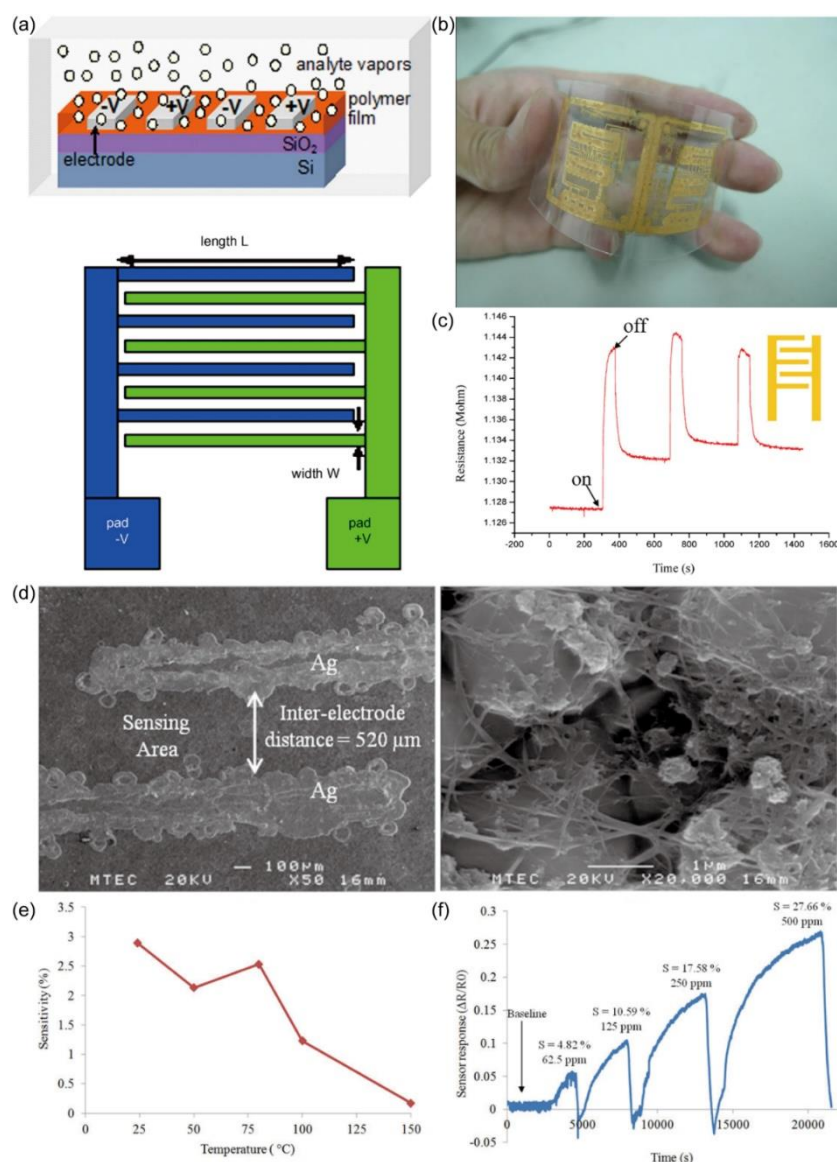 (a)
analyte vapors
-V +V -V +V
polymer
film
SiO₂
electrode
Si
length L
width W
pad
-V
pad
+V
(b)
(c)
1.146
1.144
1.142
1.140
1.138
1.136
1.134
1.132
1.130
1.128
1.126
-200 0 200 400 600 800 1000 1200 1400 1600
Resistance (Mohm)
Time (s)
off
on
(d)
Ag
Sensing
Area
Inter-electrode
distance = 520 µm
Ag
100µm
MTEC 20KV X50 16mm
1µm
MTEC 20KV X20,000 16mm
(e)
3.5
3
2.5
2
1.5
1
0.5
0
0 25 50 75 100 125 150
Sensitivity (%)
Temperature ( °C)
(f)
0.3
0.25
0.2
0.15
0.1
0.05
0
-0.05
0 5000 10000 15000 20000
Sensor response (ΔR/R0)
Time (s)
Baseline
S = 4.82 %
62.5 ppm
S = 10.59 %
125 ppm
S = 17.58 %
250 ppm
S = 27.66 %
500 ppm